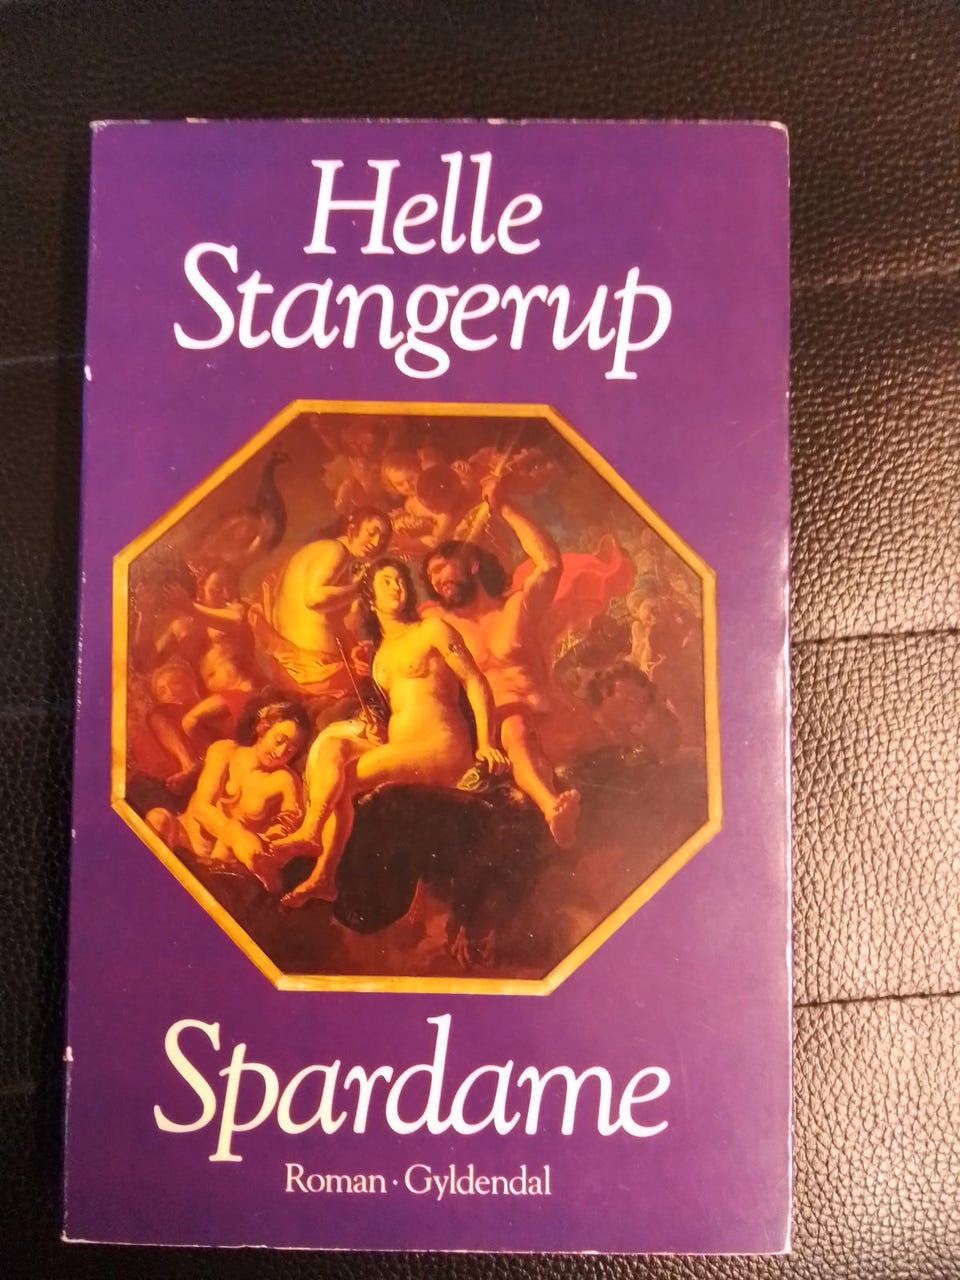 Helle
Stangerup
Spardame
Roman · Gyldendal